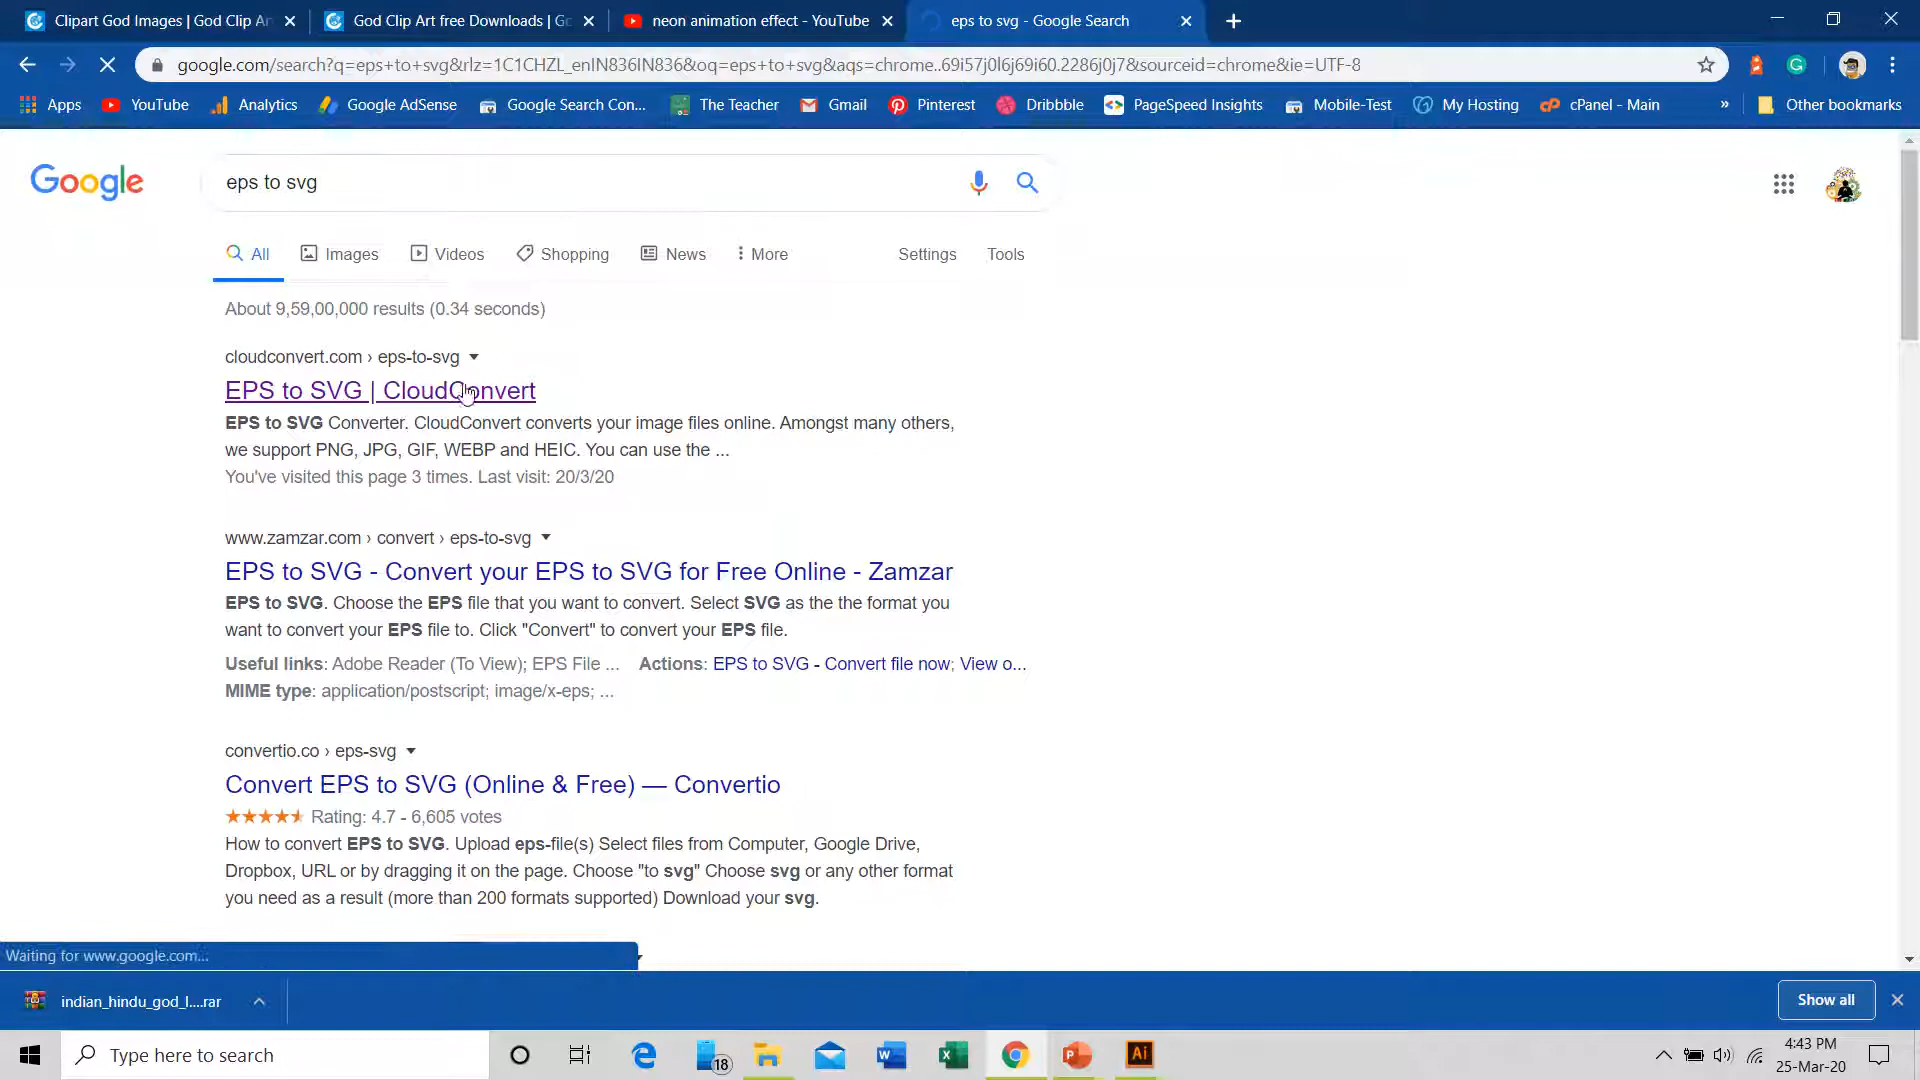 Clipart God Images | God Clip Ar
God Clip Art free Downloads | Go
neon animation effect - YouTube
eps to svg - Google Search
google.com/search?q=eps+to+svg&rlz=1C1CHZL_enIN836IN836&oq=eps+to+svg&aqs=chrome..69i57j0l6j69i60.2286j0j7&sourceid=chrome&ie=UTF-8
Apps YouTube Analytics Google AdSense Google Search Con... The Teacher Gmail Pinterest Dribbble PageSpeed Insights Mobile-Test My Hosting cPanel - Main » Other bookmarks
Google
eps to svg
All Images Videos Shopping News More Settings Tools
About 9,59,00,000 results (0.34 seconds)
cloudconvert.com › eps-to-svg
EPS to SVG | CloudConvert
EPS to SVG Converter. CloudConvert converts your image files online. Amongst many others,
we support PNG, JPG, GIF, WEBP and HEIC. You can use the ...
You've visited this page 3 times. Last visit: 20/3/20
www.zamzar.com › convert › eps-to-svg
EPS to SVG - Convert your EPS to SVG for Free Online - Zamzar
EPS to SVG. Choose the EPS file that you want to convert. Select SVG as the the format you
want to convert your EPS file to. Click "Convert" to convert your EPS file.
Useful links: Adobe Reader (To View); EPS File ... Actions: EPS to SVG - Convert file now; View o...
MIME type: application/postscript; image/x-eps; ...
convertio.co › eps-svg
Convert EPS to SVG (Online & Free) — Convertio
Rating: 4.7 - 6,605 votes
How to convert EPS to SVG. Upload eps-file(s) Select files from Computer, Google Drive,
Dropbox, URL or by dragging it on the page. Choose "to svg" Choose svg or any other format
you need as a result (more than 200 formats supported) Download your svg.
Waiting for www.google.com...
indian_hindu_god_l....rar
Show all
Type here to search
18
W
X
P
Ai
4:43 PM
25-Mar-20